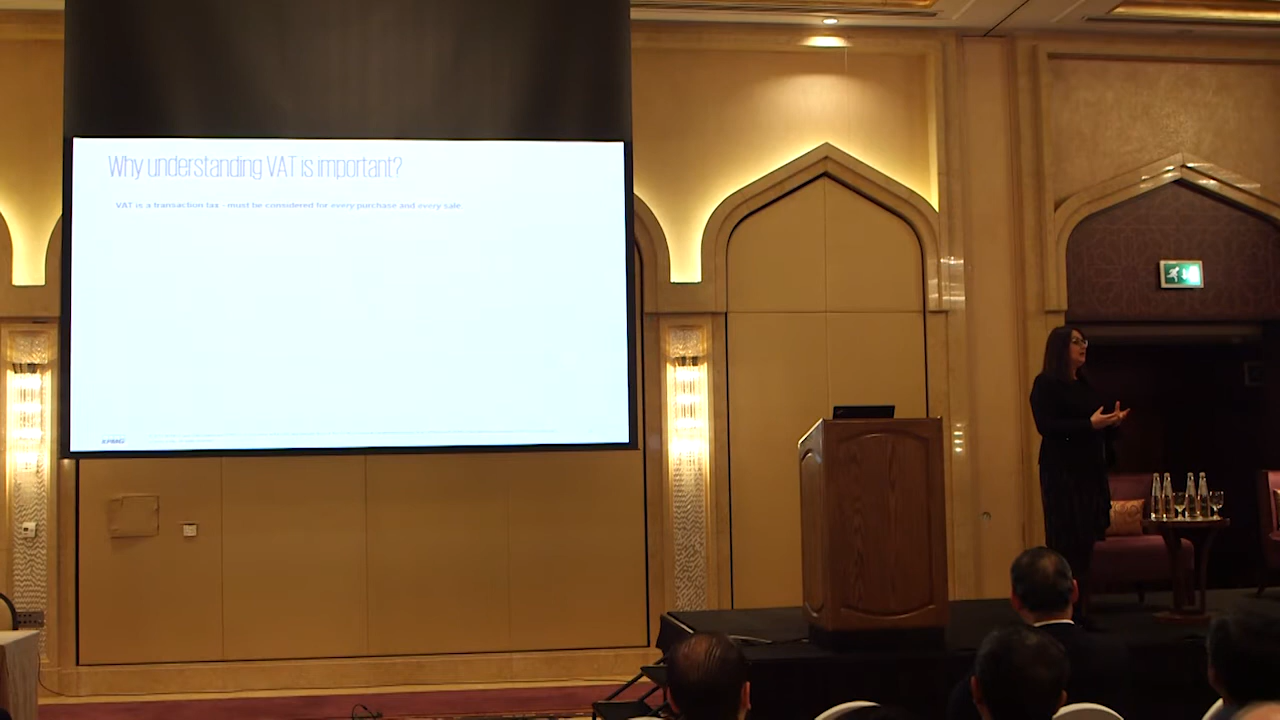 Why understanding VAT is important?
VAT is a transaction tax - must be considered for every purchase and every sale
KPMG